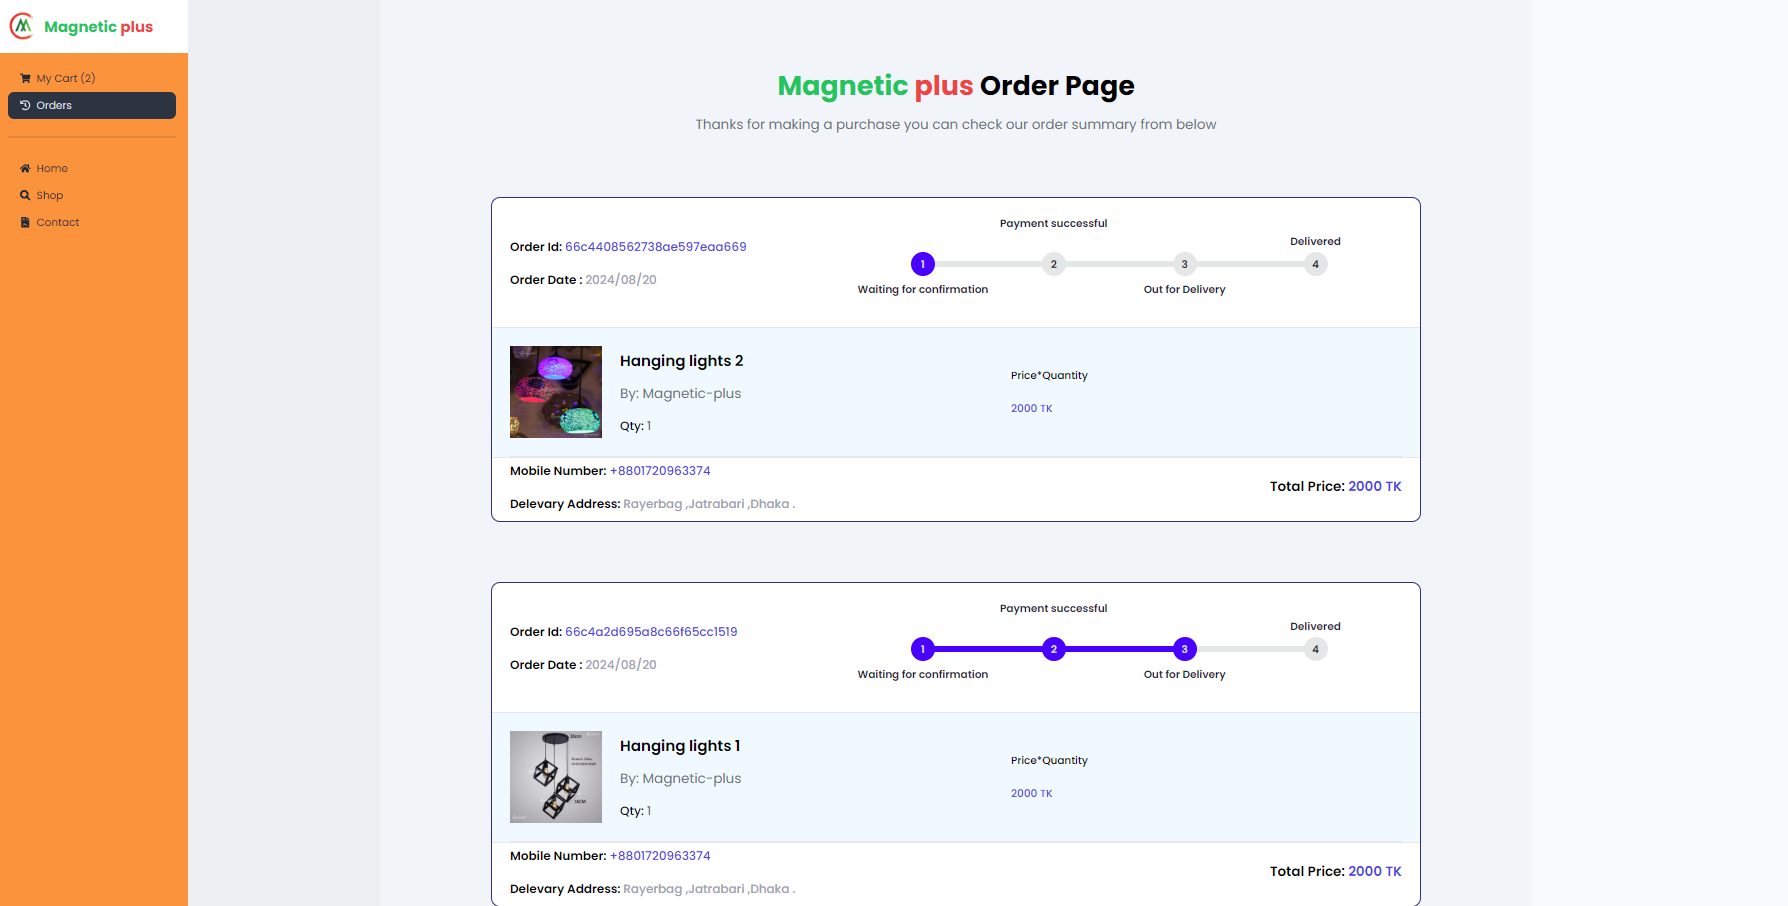 Magnetic plus
My Cart (2)
Orders
Home
Shop
Contact
Magnetic plus Order Page
Thanks for making a purchase you can check our order summary from below
Order Id: 66c4408562738ae597eaa669
Order Date : 2024/08/20
Payment successful
Delivered
1 2 3 4
Waiting for confirmation
Out for Delivery
Hanging lights 2
By: Magnetic-plus
Qty: 1
Price*Quantity
2000 TK
Mobile Number: +8801720963374
Delevary Address: Rayerbag ,Jatrabari ,Dhaka .
Total Price: 2000 TK
Order Id: 66c4a2d695a8c66f65cc1519
Order Date : 2024/08/20
Payment successful
Delivered
1 2 3 4
Waiting for confirmation
Out for Delivery
Hanging lights 1
By: Magnetic-plus
Qty: 1
Price*Quantity
2000 TK
Mobile Number: +8801720963374
Delevary Address: Rayerbag ,Jatrabari ,Dhaka .
Total Price: 2000 TK